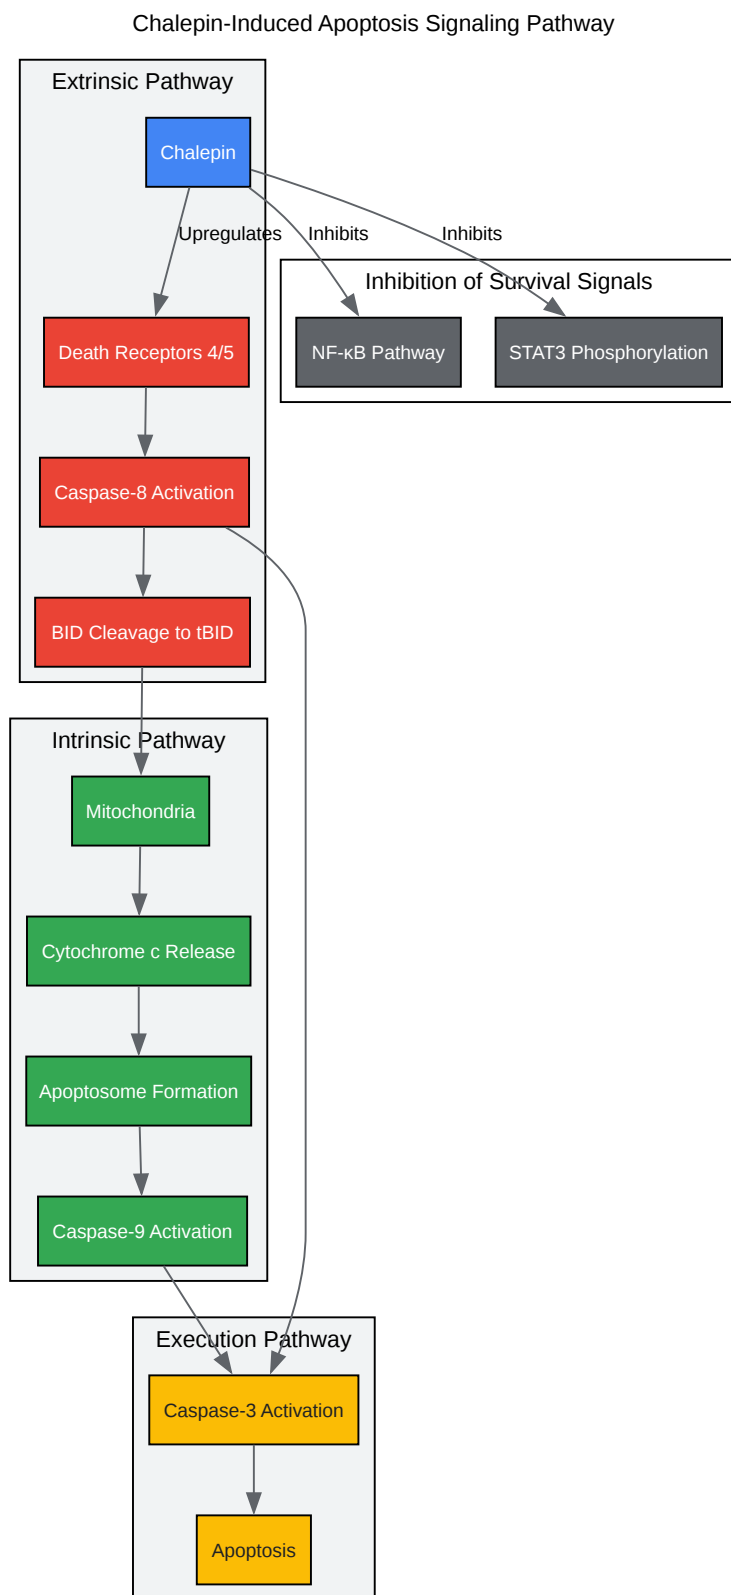 Chalepin-Induced Apoptosis Signaling Pathway
Extrinsic Pathway
Chalepin
Upregulates
Inhibits
Inhibits
Inhibition of Survival Signals
Death Receptors 4/5
NF-κB Pathway
STAT3 Phosphorylation
Caspase-8 Activation
BID Cleavage to tBID
Intrinsic Pathway
Mitochondria
Cytochrome c Release
Apoptosome Formation
Caspase-9 Activation
Execution Pathway
Caspase-3 Activation
Apoptosis